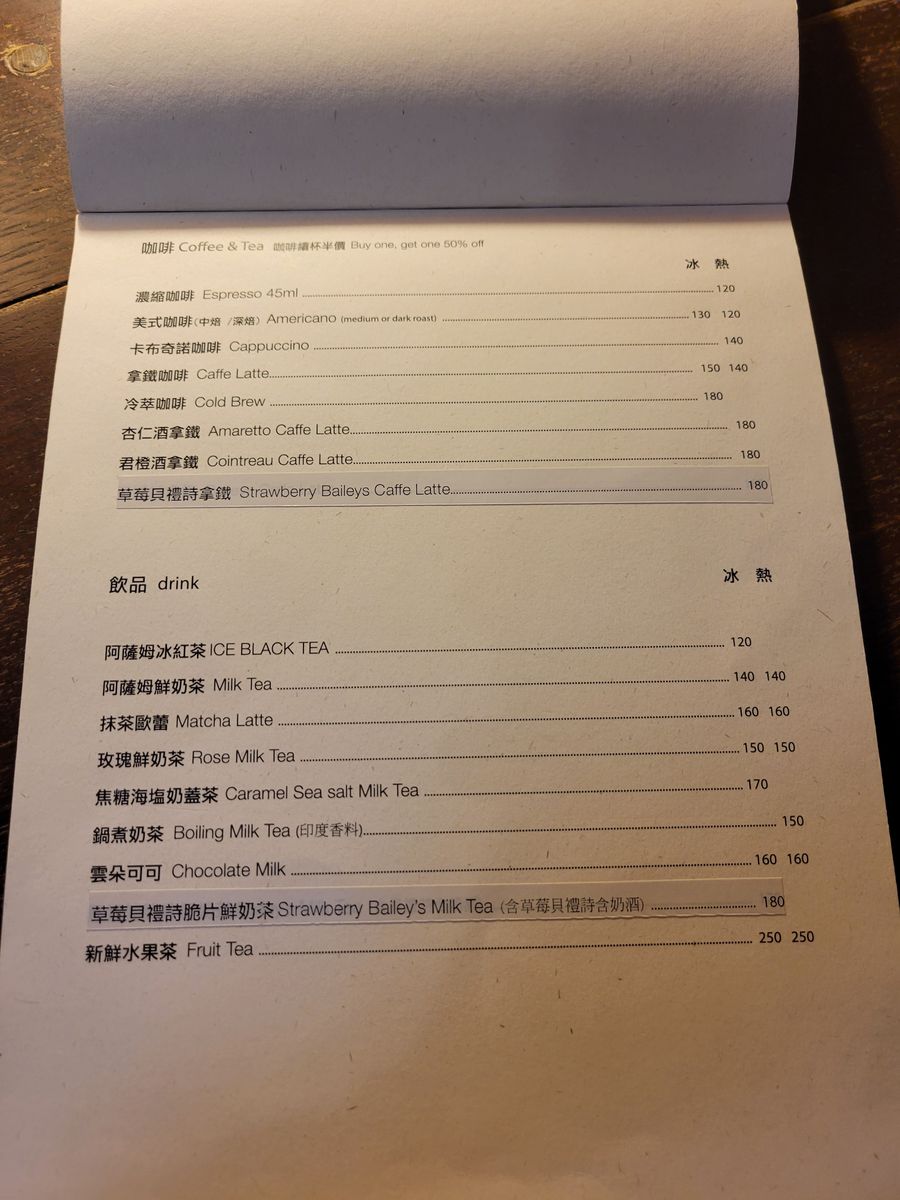 咖啡 Coffee & Tea 咖啡續杯半價 Buy one, get one 50% off
冰 熱
濃縮咖啡 Espresso 45ml 120
美式咖啡(中焙 /深焙) Americano (medium or dark roast) 130 120
卡布奇諾咖啡 Cappuccino 140
拿鐵咖啡 Caffe Latte 150 140
冷萃咖啡 Cold Brew 180
杏仁酒拿鐵 Amaretto Caffe Latte 180
君橙酒拿鐵 Cointreau Caffe Latte 180
草莓貝禮詩拿鐵 Strawberry Baileys Caffe Latte 180
飲品 drink 冰 熱
阿薩姆冰紅茶 ICE BLACK TEA 120
阿薩姆鮮奶茶 Milk Tea 140 140
抹茶歐蕾 Matcha Latte 160 160
玫瑰鮮奶茶 Rose Milk Tea 150 150
焦糖海塩奶蓋茶 Caramel Sea salt Milk Tea 170
鍋煮奶茶 Boiling Milk Tea (印度香料) 150
雲朵可可 Chocolate Milk 160 160
草莓貝禮詩脆片鮮奶茶 Strawberry Bailey's Milk Tea (含草莓貝禮詩含奶酒) 180
新鮮水果茶 Fruit Tea 250 250